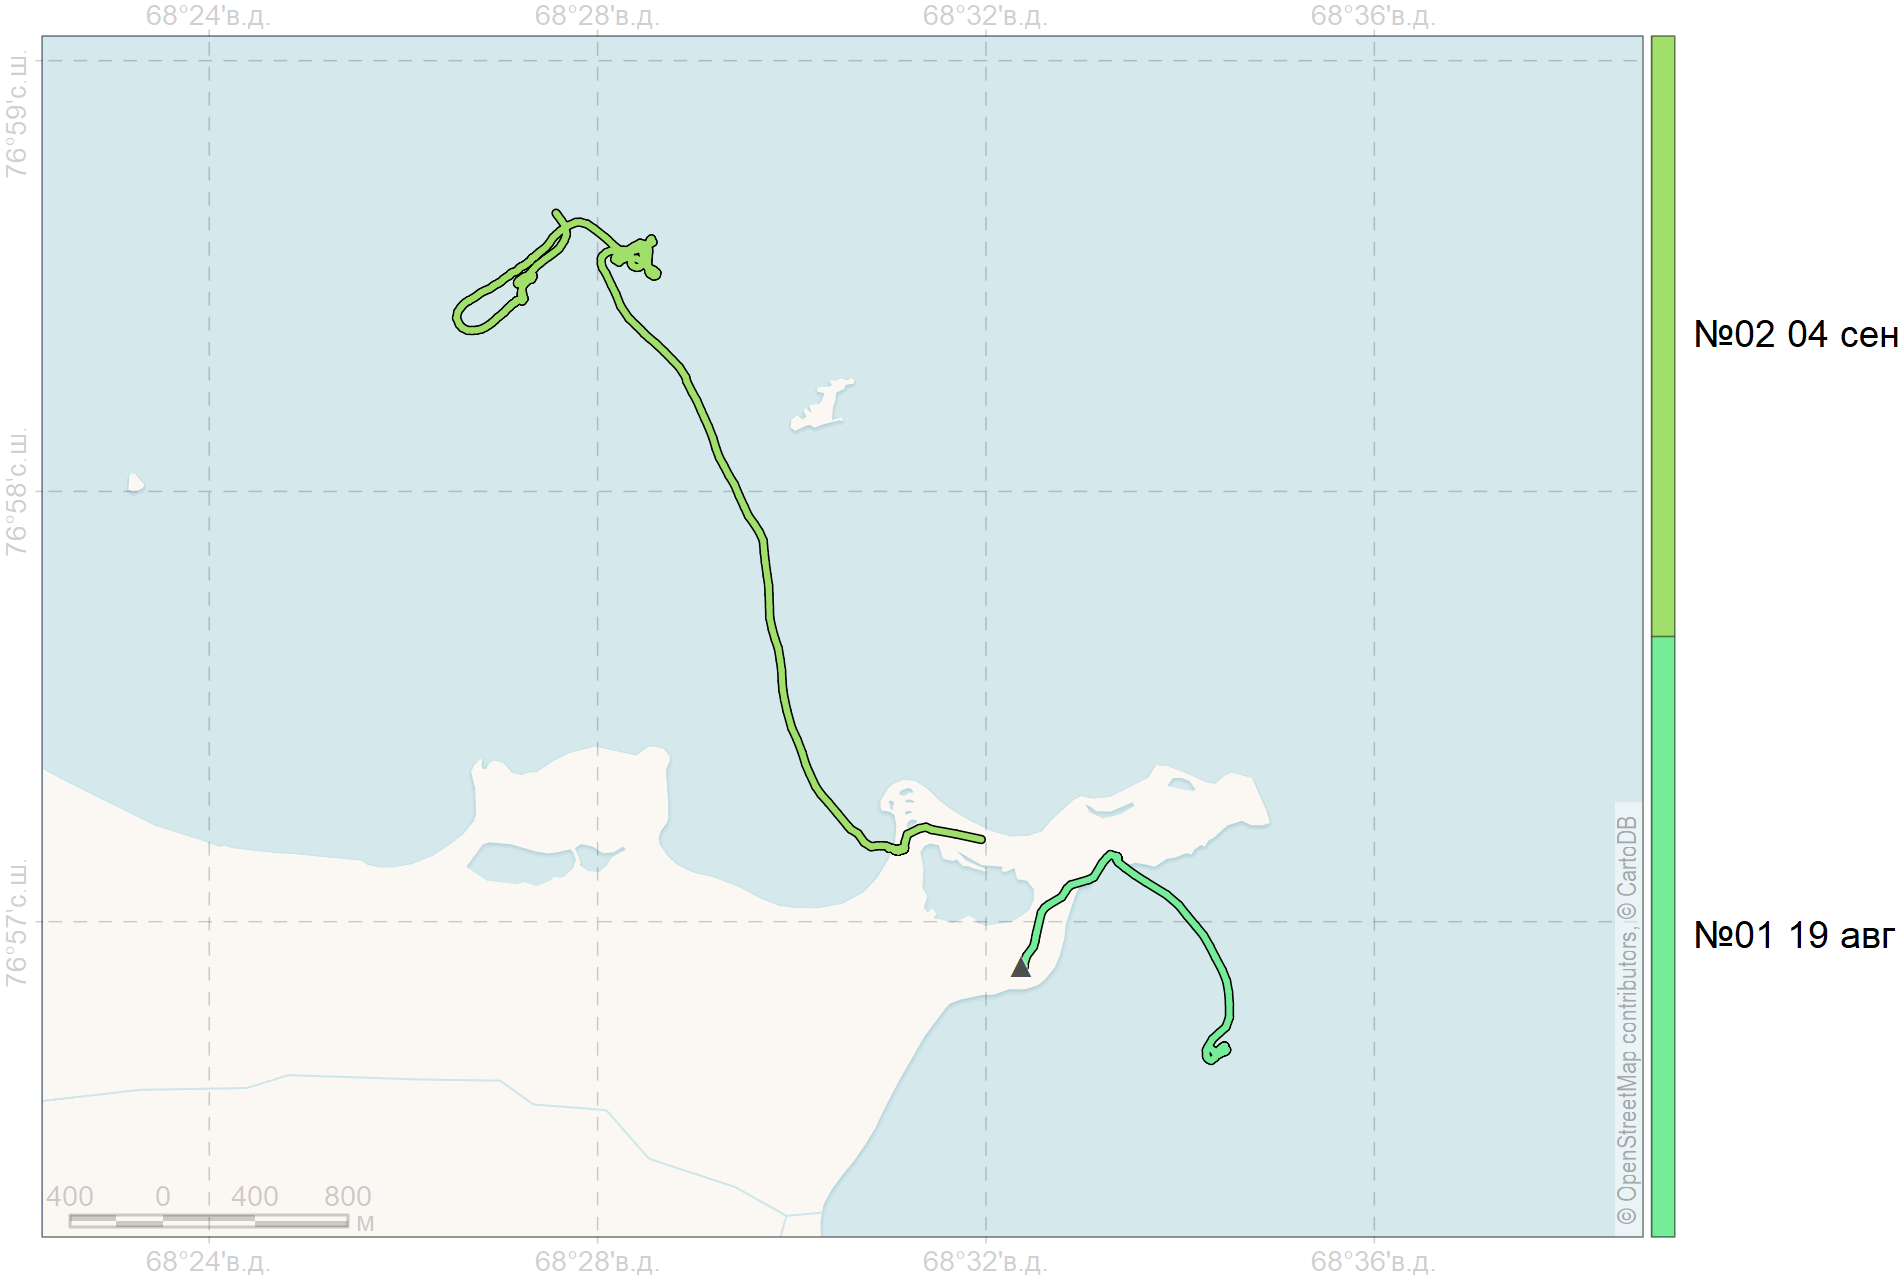 68°24'в.д. 68°28'в.д. 68°32'в.д. 68°36'в.д.
76°59'с.ш.
№02 04 сен
76°58'с.ш.
76°57'с.ш.
№01 19 авг
400 0 400 800
м
© OpenStreetMap contributors, © CartoDB
68°24'в.д. 68°28'в.д. 68°32'в.д. 68°36'в.д.